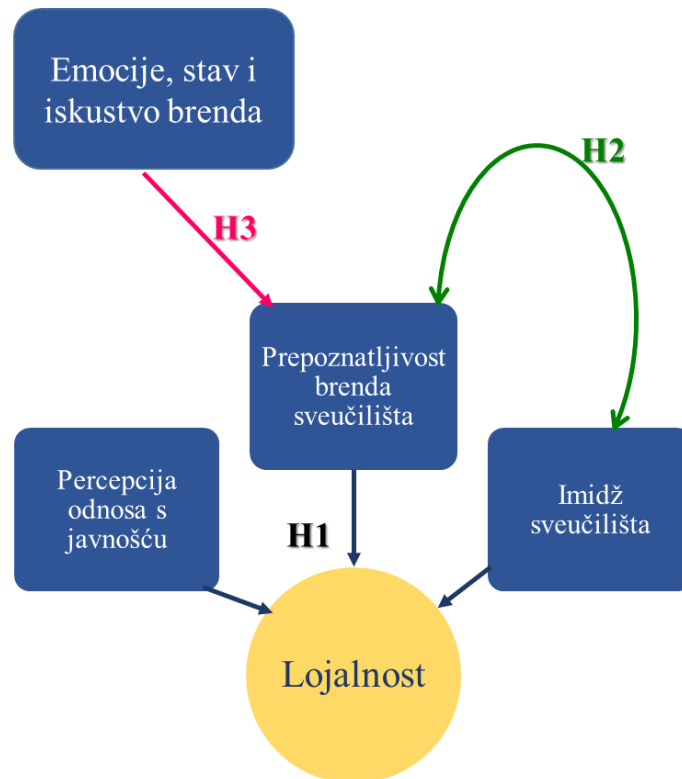 Emocije, stav i
iskustvo brenda
H2
H3
Prepoznatljivost
brenda
sveučilišta
Percepcija
odnosa s
javnošću
Imidž
sveučilišta
H1
Lojalnost